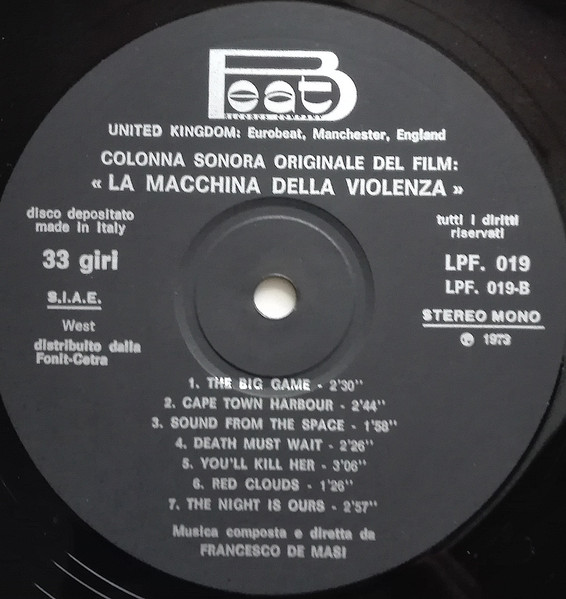 Beat
RECORDS COMPANY
UNITED KINGDOM: Eurobeat, Manchester, England
COLONNA SONORA ORIGINALE DEL FILM:
« LA MACCHINA DELLA VIOLENZA »
disco depositato
made in Italy
33 giri
S.I.A.E.
West
distribuito dalla
Fonit-Cetra
tutti i diritti
riservati
LPF. 019
LPF. 019-B
STEREO MONO
℗ 1973
1. THE BIG GAME - 2'30''
2. CAPE TOWN HARBOUR - 2'44''
3. SOUND FROM THE SPACE - 1'58''
4. DEATH MUST WAIT - 2'26''
5. YOU'LL KILL HER - 3'06''
6. RED CLOUDS - 1'26''
7. THE NIGHT IS OURS - 2'57''
Musica composta e diretta da
FRANCESCO DE MASI